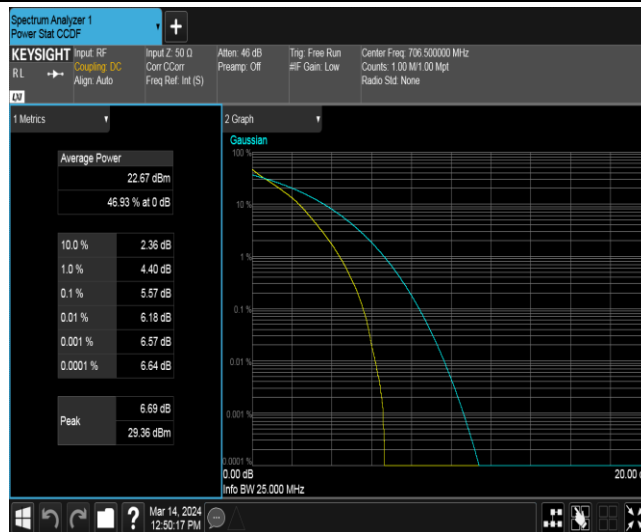 Spectrum Analyzer 1
Power Stat CCDF
+
KEYSIGHT
RL
Input: RF
Coupling: DC
Align: Auto
Input Z: 50 Ω
Corr CCorr
Freq Ref: Int (S)
Atten: 46 dB
Preamp: Off
Trig: Free Run
#IF Gain: Low
Center Freq: 706.500000 MHz
Counts: 1.00 M/1.00 Mpt
Radio Std: None
1 Metrics
Average Power
22.67 dBm
46.93 % at 0 dB
10.0 % 2.36 dB
1.0 % 4.40 dB
0.1 % 5.57 dB
0.01 % 6.18 dB
0.001 % 6.57 dB
0.0001 % 6.64 dB
Peak
6.69 dB
29.36 dBm
2 Graph
Gaussian
100 %
10 %
1 %
0.1 %
0.01 %
0.001 %
0.0001 %
0.00 dB
20.00
Info BW 25.000 MHz
?
Mar 14, 2024
12:50:17 PM